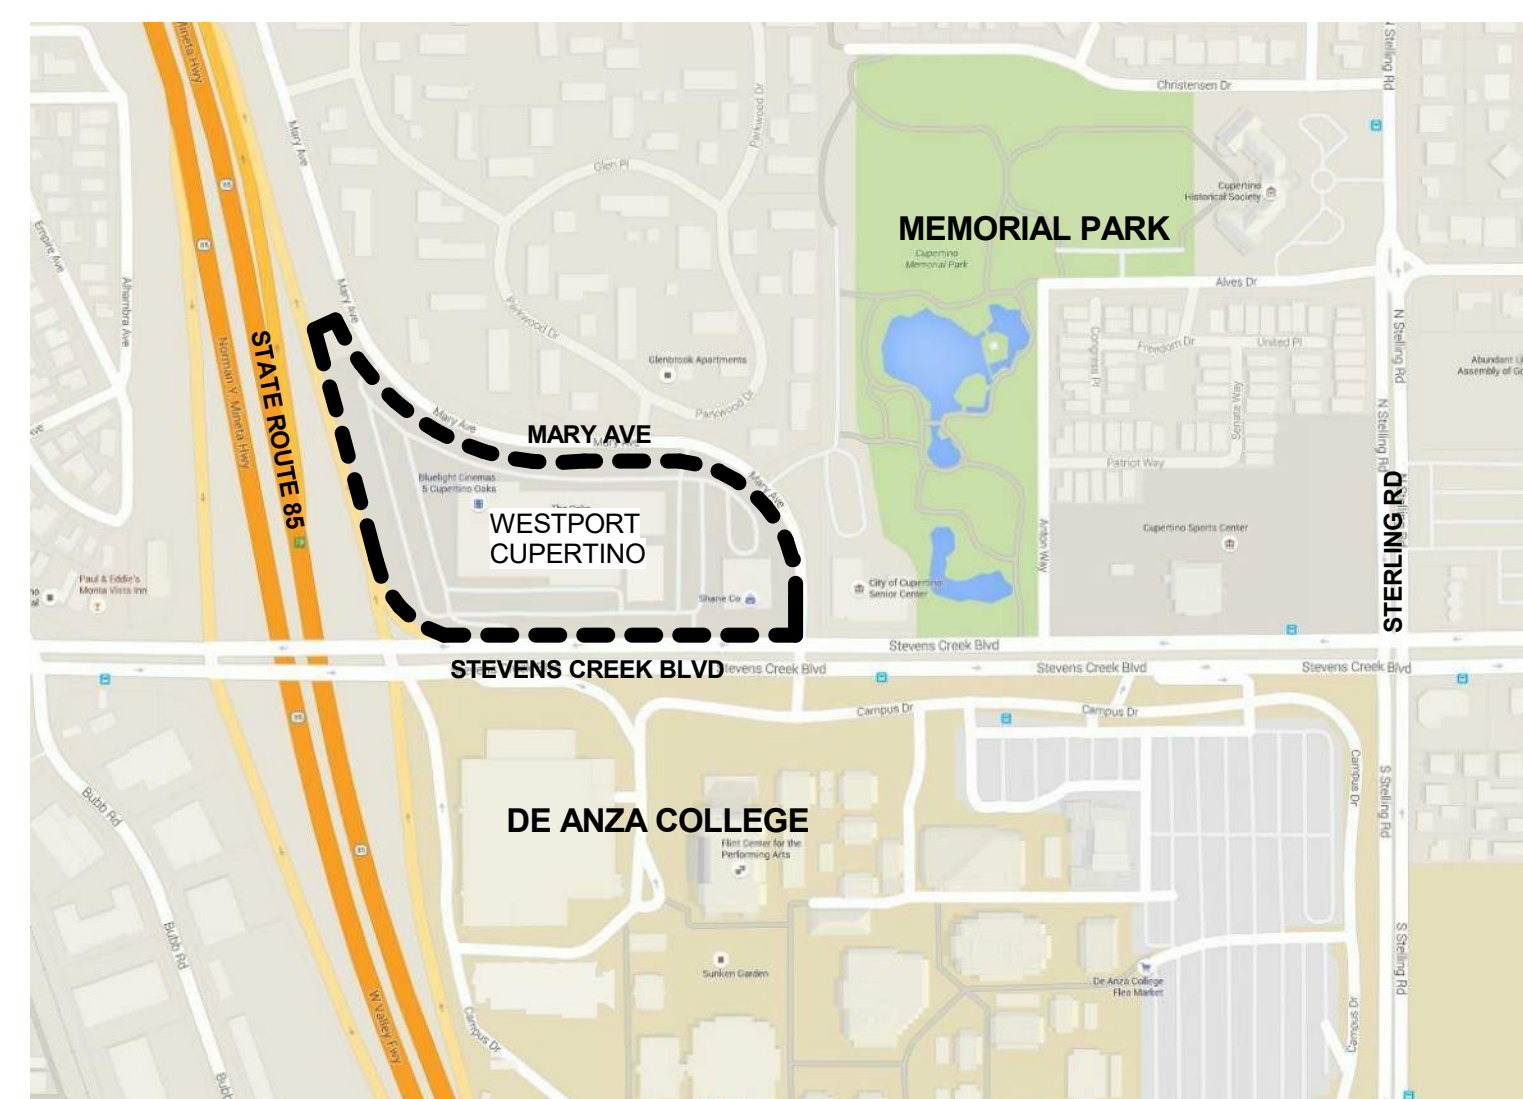 Mineta Hwy
N Stelling Rd
Christensen Dr
Parkwood Dr
Mary Ave
Glen Pl
85
Cupertino
Historical Society
MEMORIAL PARK
Cupertino
Memorial Park
Empire Ave
85
Alves Dr
Mary Ave
Alhambra Ave
Parkwood Dr
Congress Pl
Freedom Dr
United Pl
N Stelling Rd
STATE ROUTE 85
Norman Y. Mineta Hwy
Glenbrook Apartments
Abundant
Assembly of
Senate Way
Parkwood Dr
Mary Ave
MARY AVE
N Stelling Rd
Patriot Way
Bluelight Cinemas
5 Cupertino Oaks
Mary Ave
WESTPORT
CUPERTINO
Anton Way
Cupertino Sports Center
STERLING RD
Paul & Eddie's
Monta Vista Inn
City of Cupertino
Senior Center
Shane Co
Stevens Creek Blvd
STEVENS CREEK BLVD
Stevens Creek Blvd
Stevens Creek Blvd
Stevens Creek Blvd
Campus Dr
Campus Dr
85
Campus Dr
S Stelling Rd
Bubb Rd
DE ANZA COLLEGE
Flint Center for the
Performing Arts
85
Bubb Rd
S Stelling Rd
Sunken Garden
De Anza College
Flea Market
W Valley Fwy
Campus Dr
Campus Dr
Bubb